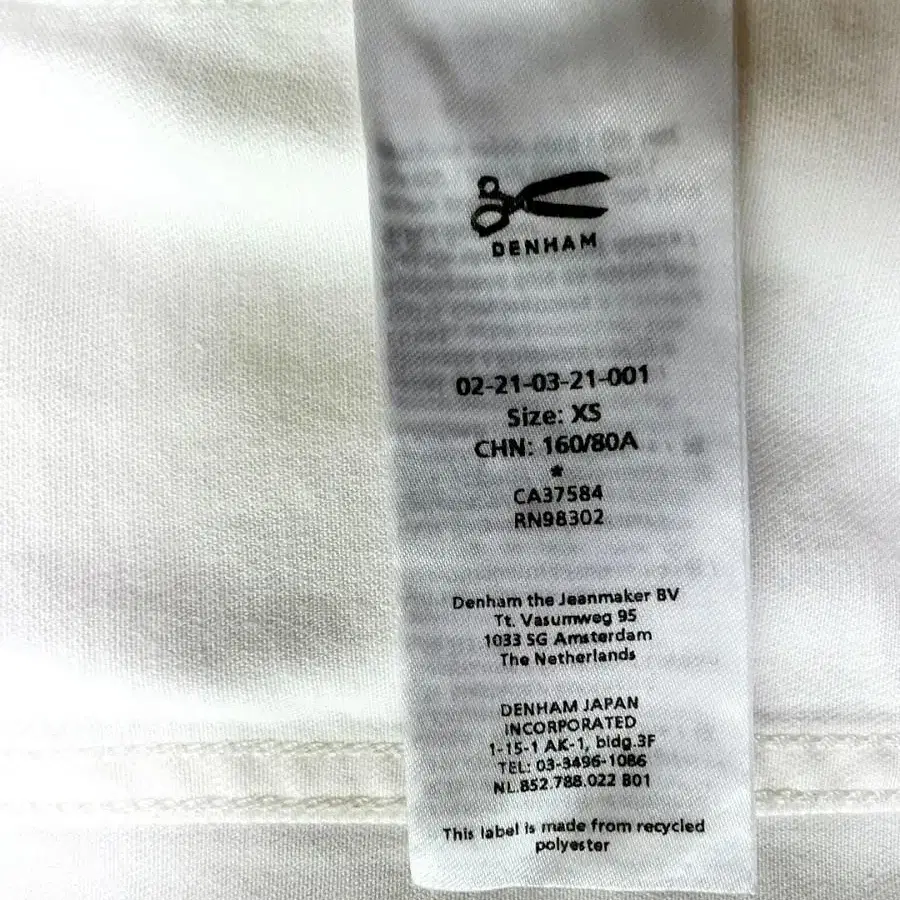 DENHAM
02-21-03-21-001
Size: XS
CHN: 160/80A
*
CA37584
RN98302
Denham the Jeanmaker BV
Tt. Vasumweg 95
1033 SG Amsterdam
The Netherlands
DENHAM JAPAN
INCORPORATED
1-15-1 AK-1, bldg.3F
TEL: 03-3496-1086
NL.852.788.022 B01
This label is made from recycled
polyester